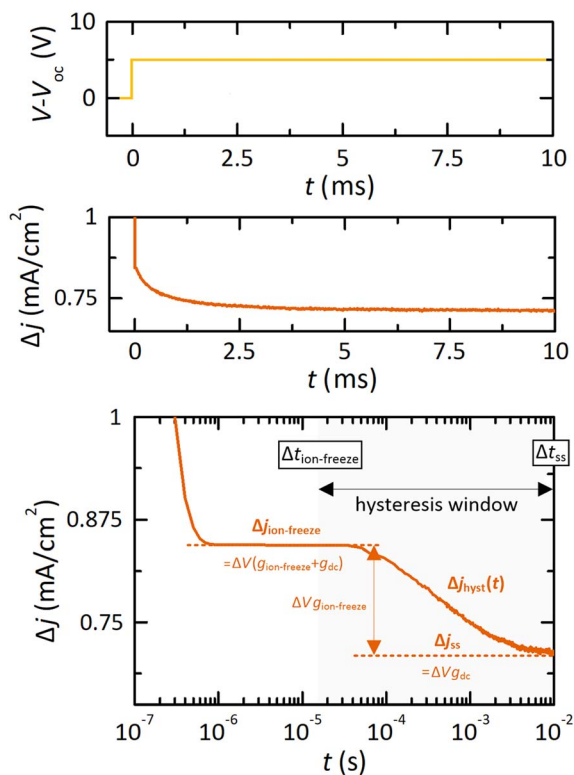 10
0
V-V_oc (V)
0 2.5 5 7.5 10
t (ms)
1
0.75
Δj (mA/cm²)
0 2.5 5 7.5 10
t (ms)
1
0.875
0.75
Δj (mA/cm²)
Δt_ion-freeze
Δt_ss
hysteresis window
Δj_ion-freeze
=ΔV(g_ion-freeze+g_dc)
ΔVg_ion-freeze
Δj_hyst(t)
Δj_ss
=ΔVg_dc
10⁻⁷ 10⁻⁶ 10⁻⁵ 10⁻⁴ 10⁻³ 10⁻²
t (s)